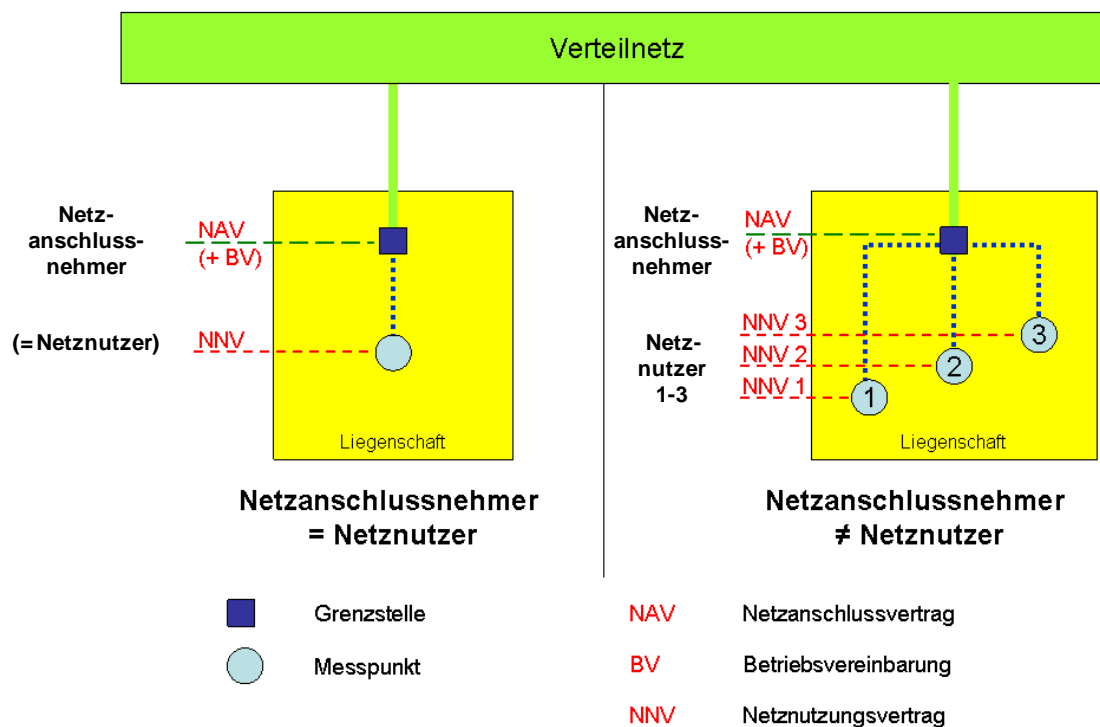 Verteilnetz
Netz-
anschluss-
nehmer
NAV
(+ BV)
(= Netznutzer)
NNV
Liegenschaft
Netzanschlussnehmer
= Netznutzer
Netz-
anschluss-
nehmer
NAV
(+ BV)
Netz-
nutzer
1-3
NNV 3
NNV 2
NNV 1
3
2
1
Liegenschaft
Netzanschlussnehmer
≠ Netznutzer
Grenzstelle
Messpunkt
NAV Netzanschlussvertrag
BV Betriebsvereinbarung
NNV Netznutzungsvertrag